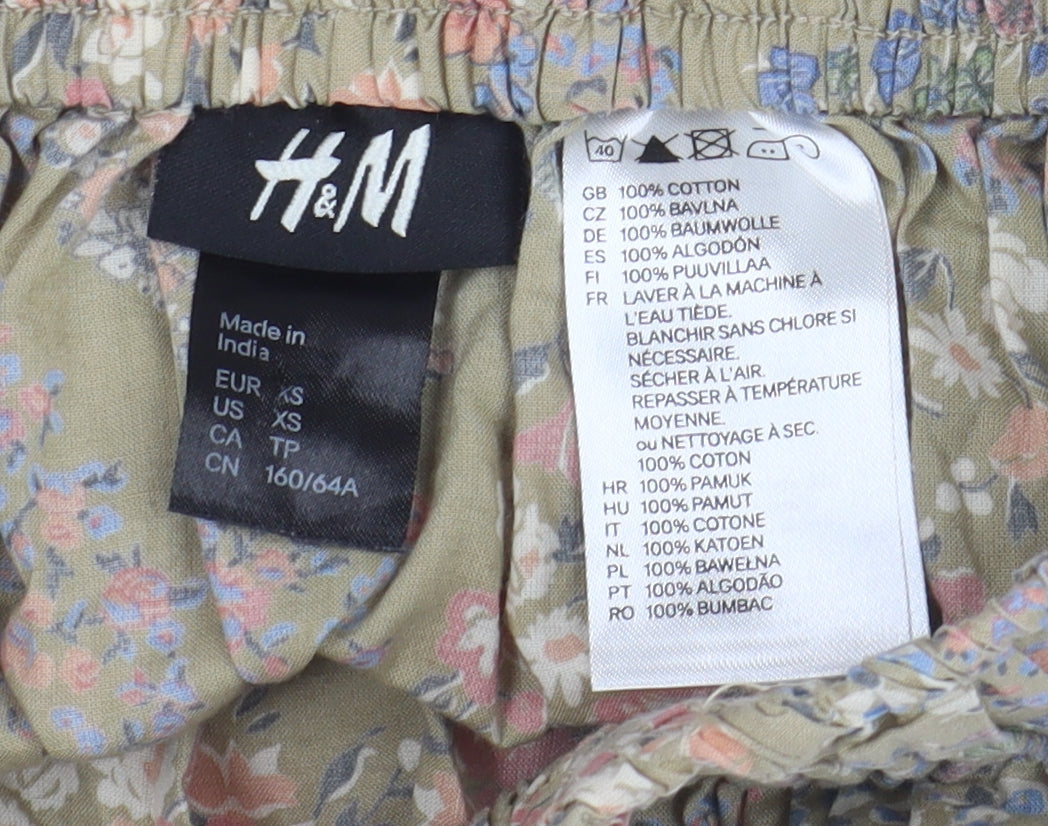 H&M
Made in
India
EUR XS
US XS
CA TP
CN 160/64A
40
GB 100% COTTON
CZ 100% BAVLNA
DE 100% BAUMWOLLE
ES 100% ALGODÓN
FI 100% PUUVILLAA
FR LAVER À LA MACHINE À
L'EAU TIÈDE.
BLANCHIR SANS CHLORE SI
NÉCESSAIRE.
SÉCHER À L'AIR.
REPASSER À TEMPÉRATURE
MOYENNE.
ou NETTOYAGE À SEC.
100% COTON
HR 100% PAMUK
HU 100% PAMUT
IT 100% COTONE
NL 100% KATOEN
PL 100% BAWEŁNA
PT 100% ALGODÃO
RO 100% BUMBAC